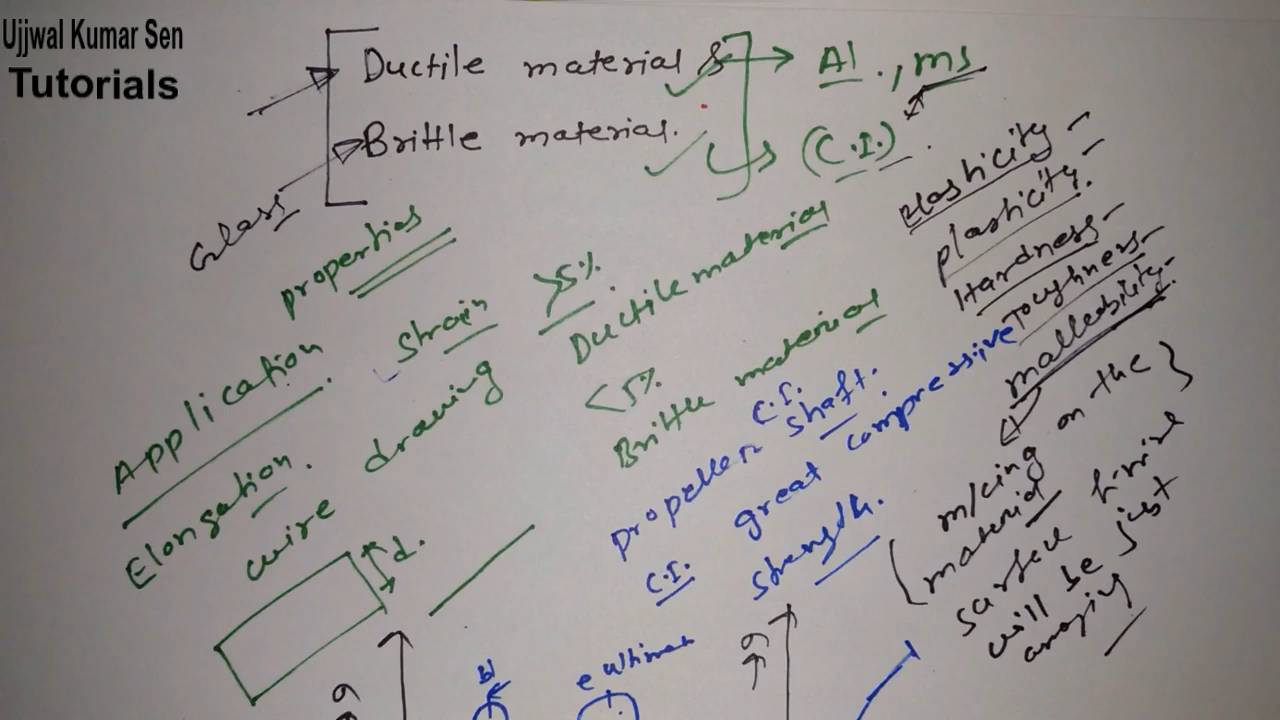 Ujjwal Kumar Sen
Tutorials
Ductile material &
Brittle material.
Al., ms
(C.I.)
Glass
properties
Application
Strain >5%
Ductile material
Elongation.
wire drawing
<5%
Brittle material
C.I.
propeller shaft.
C.I. great compressive
strength.
Elasticity
plasticity.
Hardness
Toughness
malleability
m/cing on the
material
surface finish
will be just
amazing
d.
σ
σ
e ultimate